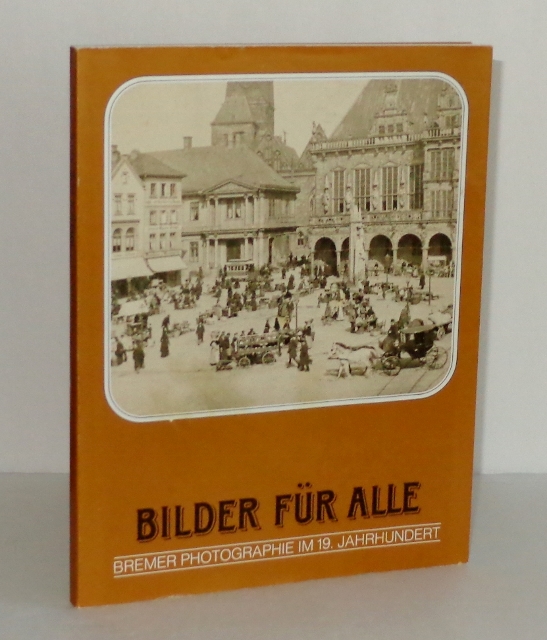 BILDER FÜR ALLE
BREMER PHOTOGRAPHIE IM 19. JAHRHUNDERT